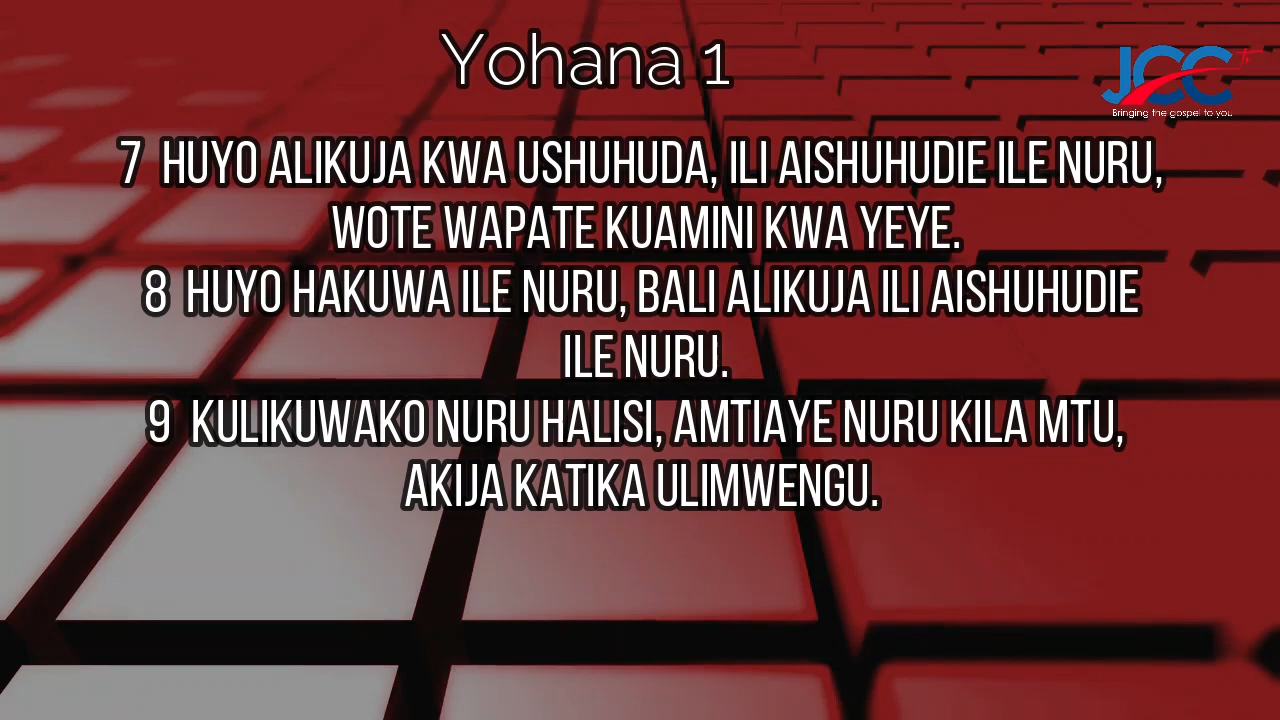 Yohana 1
JCC tv
Bringing the gospel to you
7 HUYO ALIKUJA KWA USHUHUDA, ILI AISHUHUDIE ILE NURU,
WOTE WAPATE KUAMINI KWA YEYE.
8 HUYO HAKUWA ILE NURU, BALI ALIKUJA ILI AISHUHUDIE
ILE NURU.
9 KULIKUWAKO NURU HALISI, AMTIAYE NURU KILA MTU,
AKIJA KATIKA ULIMWENGU.